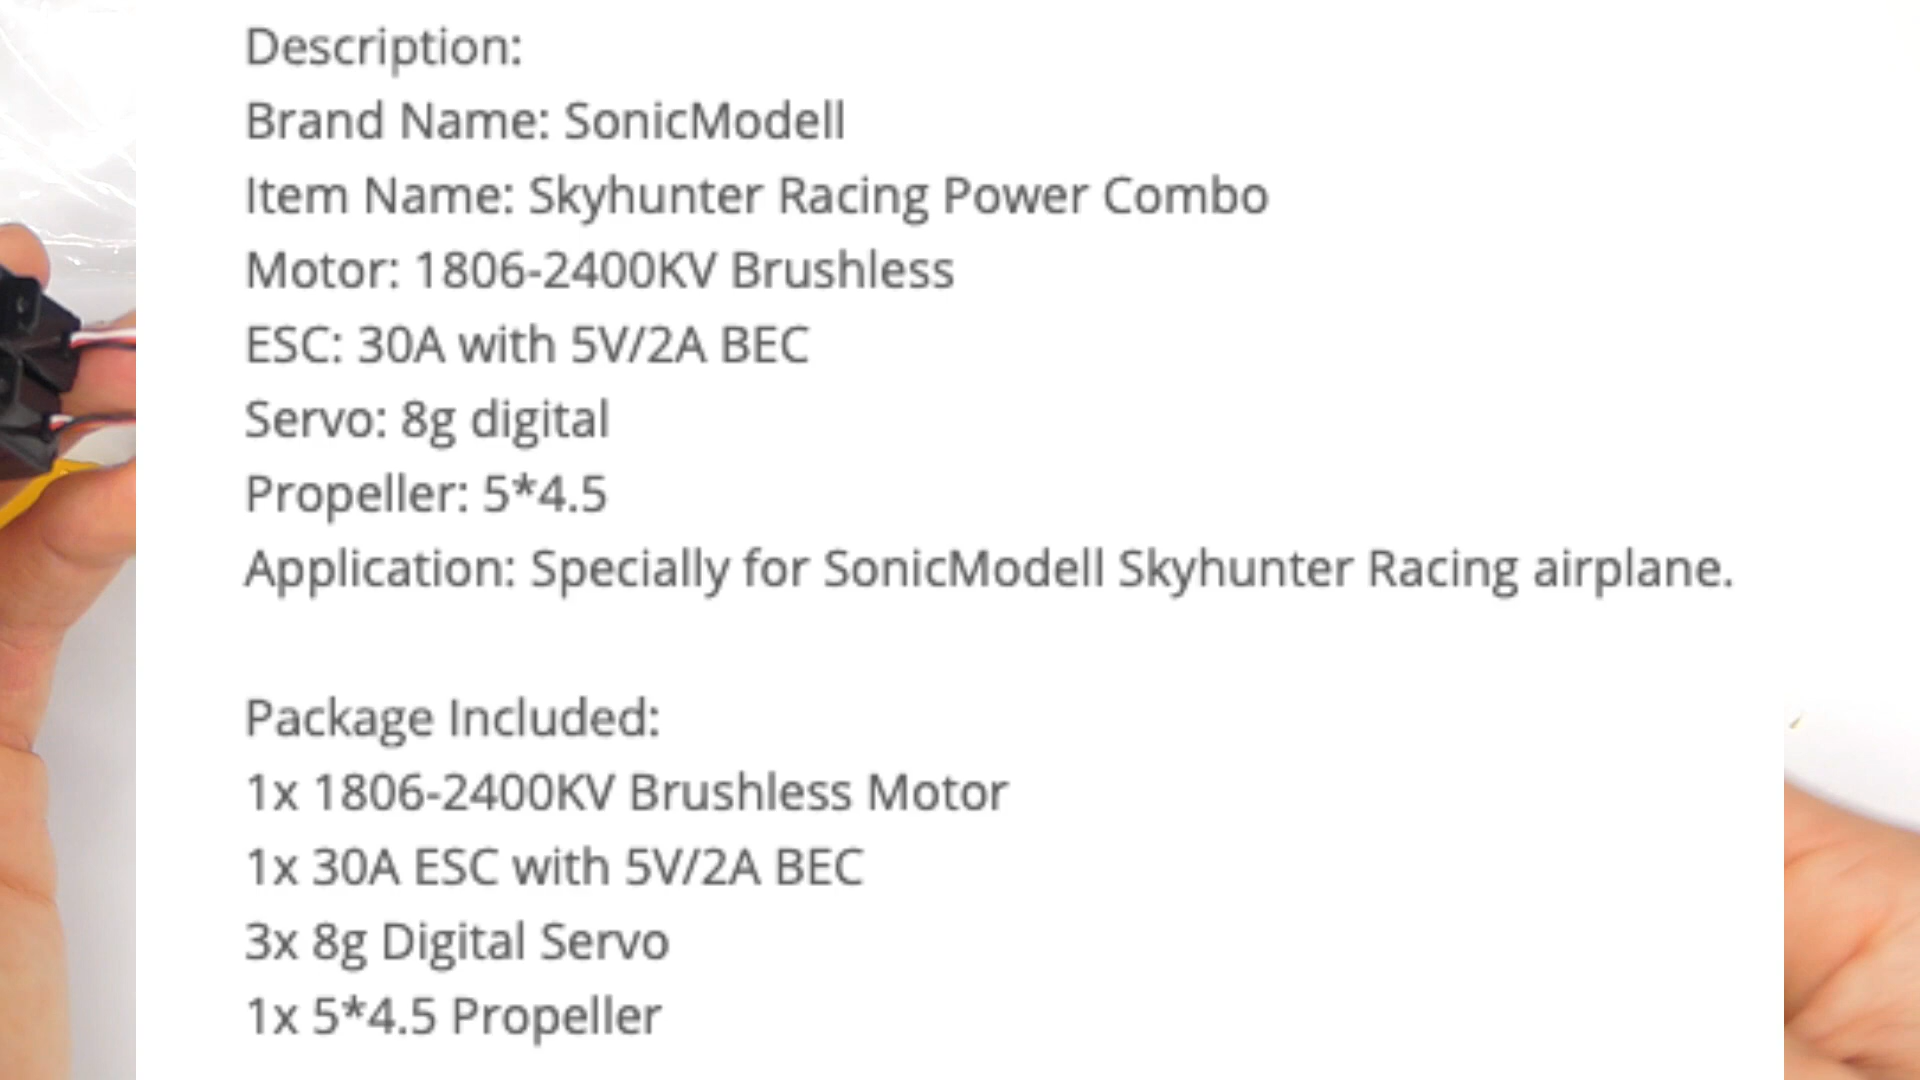 Description:
Brand Name: SonicModell
Item Name: Skyhunter Racing Power Combo
Motor: 1806-2400KV Brushless
ESC: 30A with 5V/2A BEC
Servo: 8g digital
Propeller: 5*4.5
Application: Specially for SonicModell Skyhunter Racing airplane.
Package Included:
1x 1806-2400KV Brushless Motor
1x 30A ESC with 5V/2A BEC
3x 8g Digital Servo
1x 5*4.5 Propeller